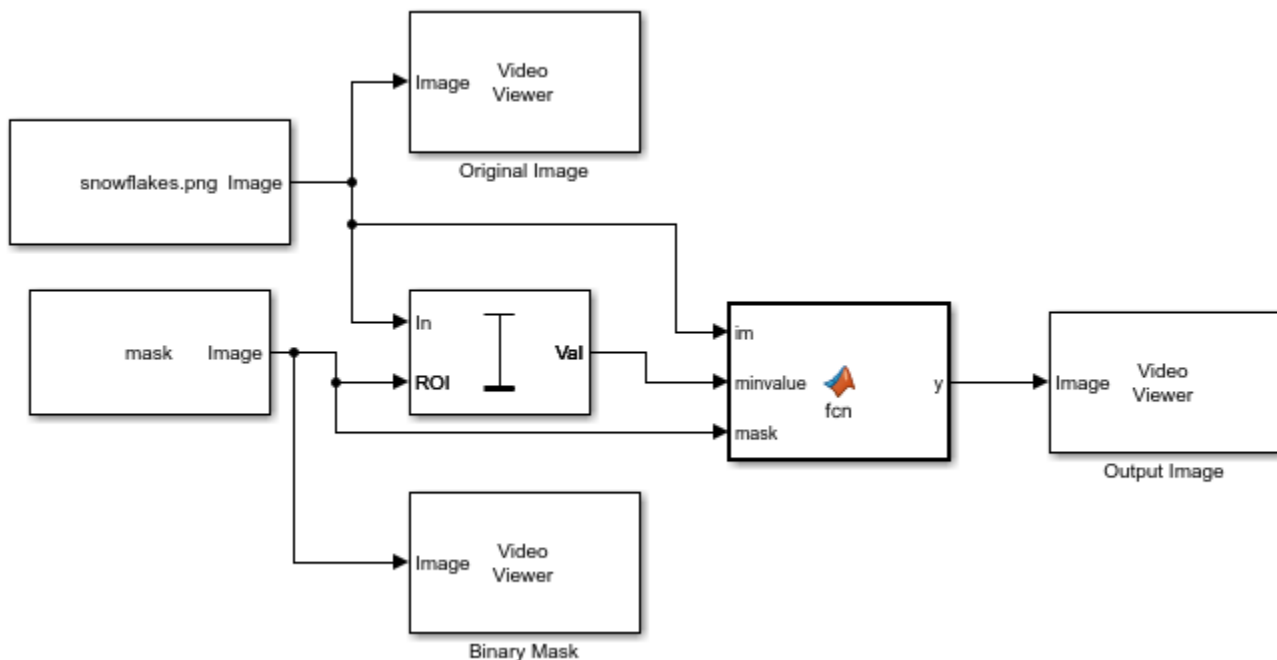 Image
Video
Viewer
Original Image
snowflakes.png Image
mask Image
In
ROI
Val
im
minvalue
mask
fcn
y
Image
Video
Viewer
Output Image
Image
Video
Viewer
Binary Mask